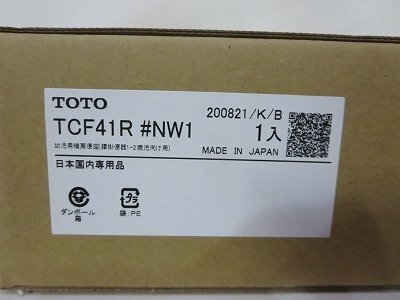 TOTO
200821/K/B
TCF41R #NW1
1入
幼児用暖房便座(腰掛便器1-2歳児向け用)
MADE IN JAPAN
日本国内専用品
ダンボール
箱
袋:PE